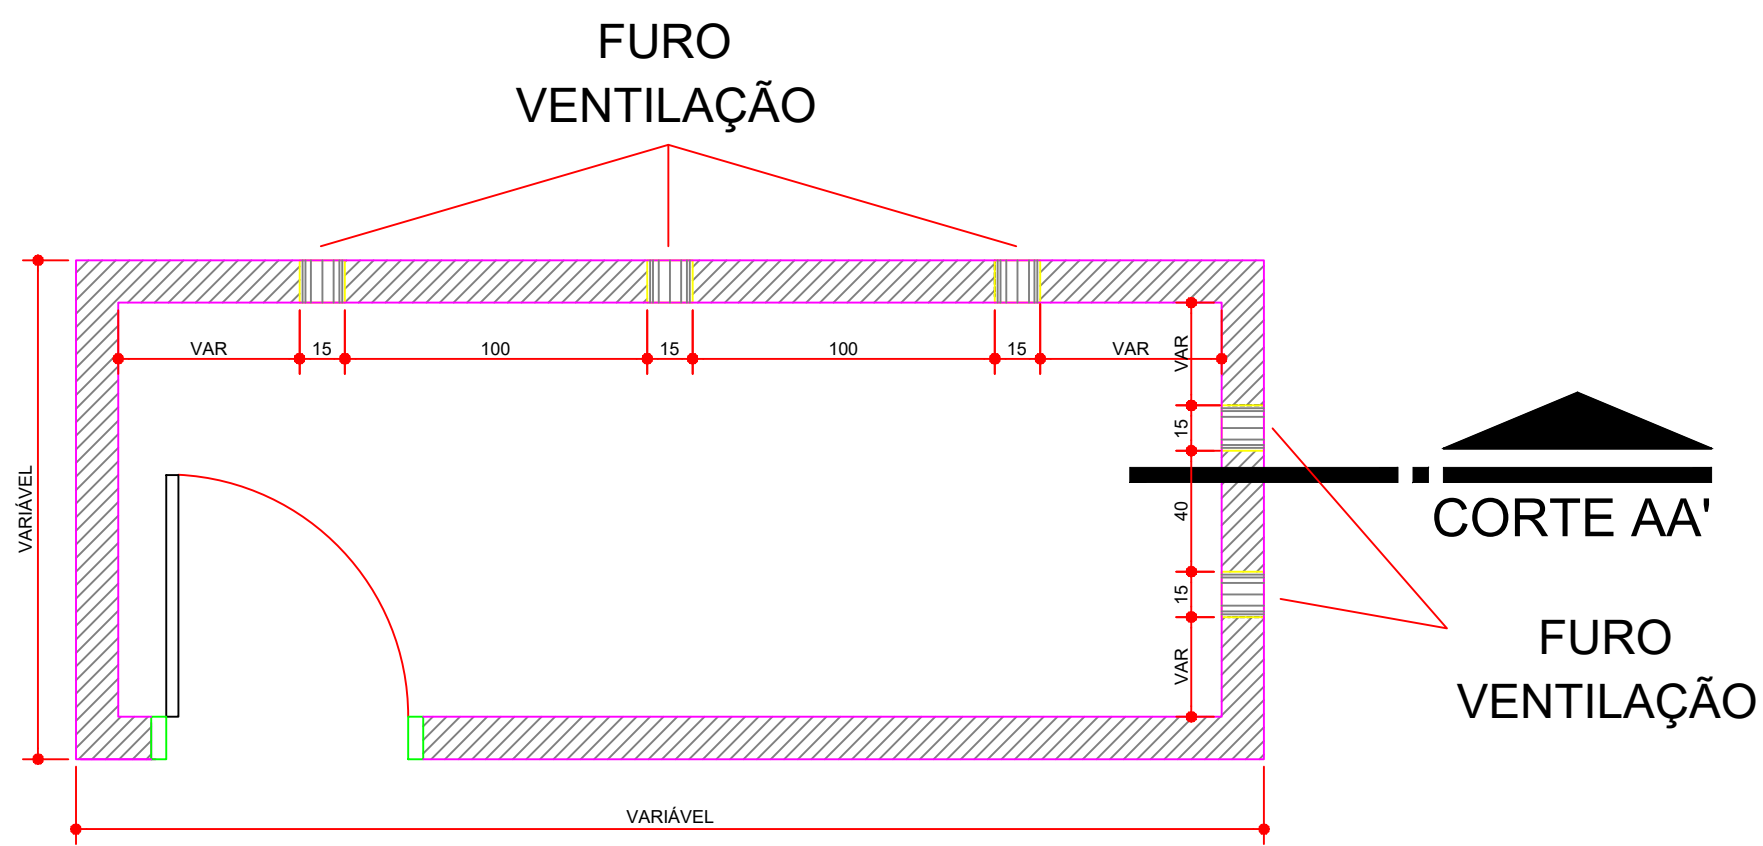 FURO
VENTILAÇÃO
VAR
15
100
15
100
15
VAR
VAR
15
40
15
VAR
VARIÁVEL
CORTE AA'
FURO
VENTILAÇÃO
VARIÁVEL